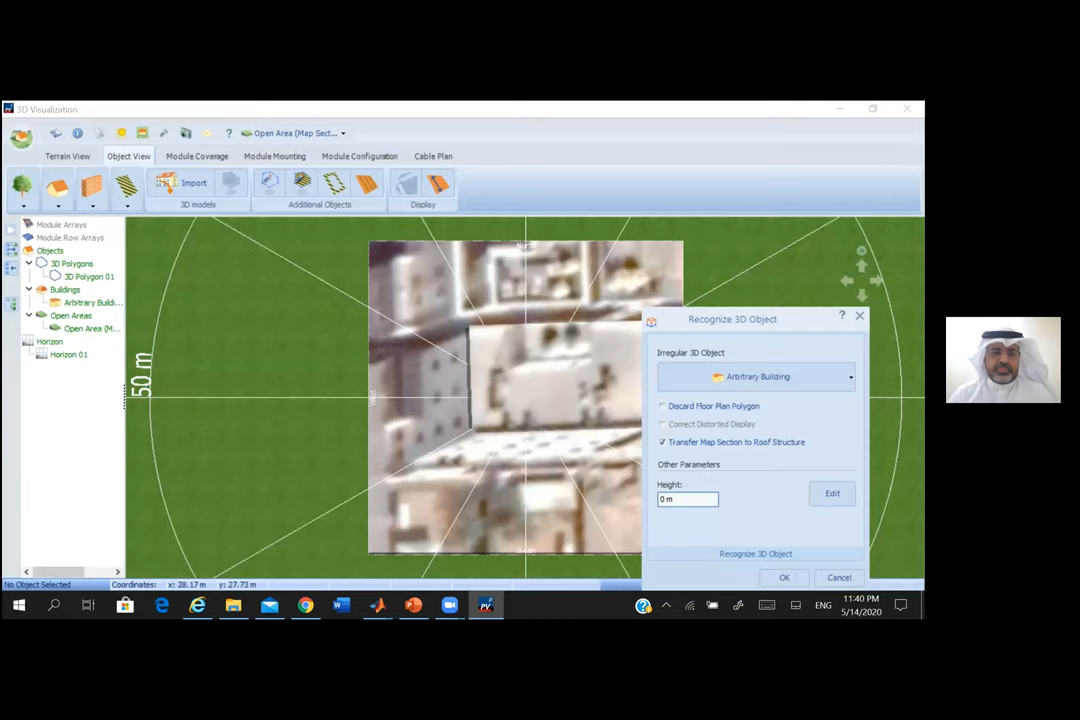 3D Visualization
Open Area (Map Sect...
Terrain View Object View Module Coverage Module Mounting Module Configuration Cable Plan
Import
3D models Additional Objects Display
Module Arrays
Module Row Arrays
Objects
3D Polygons
3D Polygon 01
Buildings
Arbitrary Buildi...
Open Areas
Open Area (M...
Horizon
Horizon 01
50 m
Recognize 3D Object
Irregular 3D Object
Arbitrary Building
Discard Floor Plan Polygon
Correct Distorted Display
Transfer Map Section to Roof Structure
Other Parameters
Height:
0 m
Edit
Recognize 3D Object
OK Cancel
No Object Selected Coordinates: x: 28.17 m y: 27.73 m
ENG
11:40 PM
5/14/2020